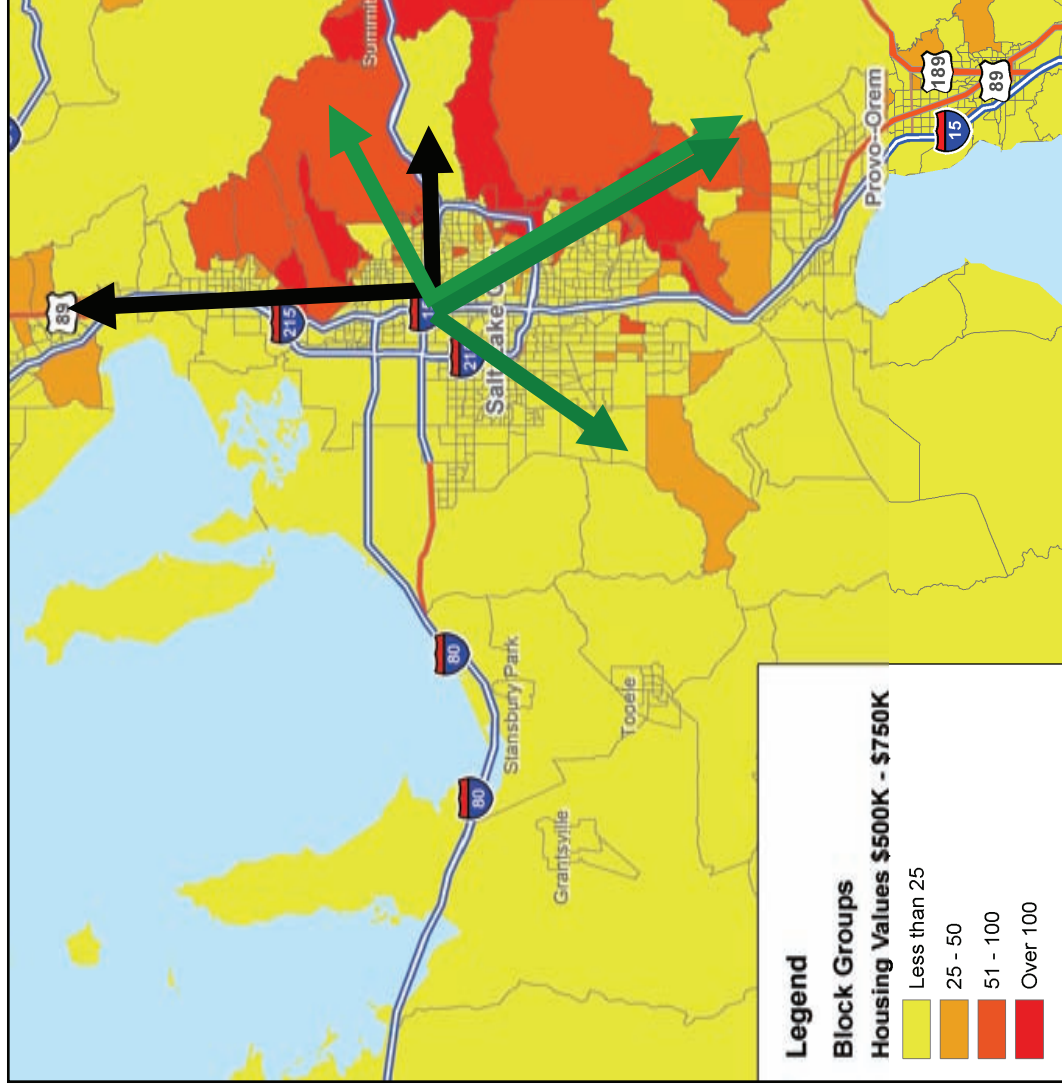 Summit
89
215
15
Salt Lake
189
89
15
Provo--Orem
80
Stansbury Park
Tooele
80
Grantsville
Legend
Block Groups
Housing Values $500K - $750K
Less than 25
25 - 50
51 - 100
Over 100